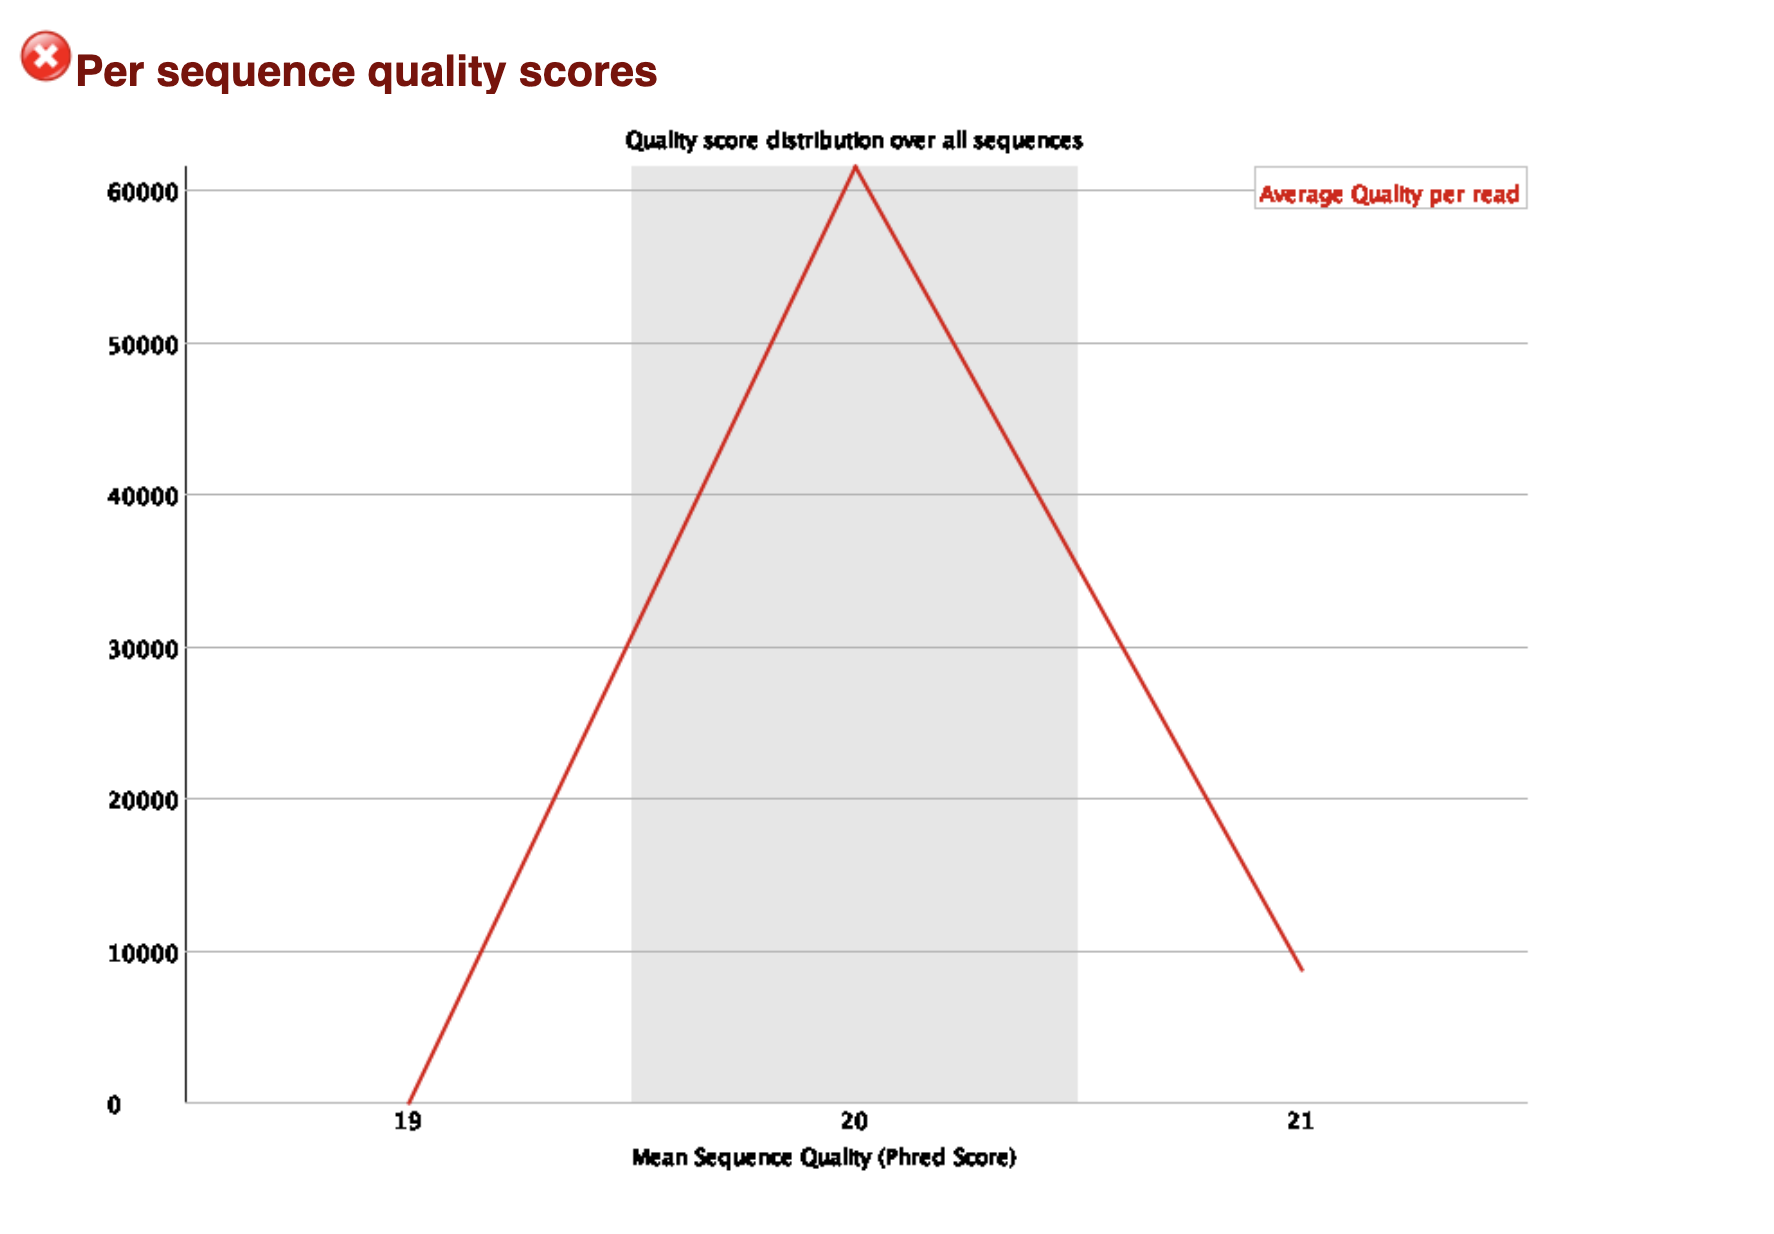 Per sequence quality scores
Quality score distribution over all sequences
Average Quality per read
60000
50000
40000
30000
20000
10000
0
19 20 21
Mean Sequence Quality (Phred Score)